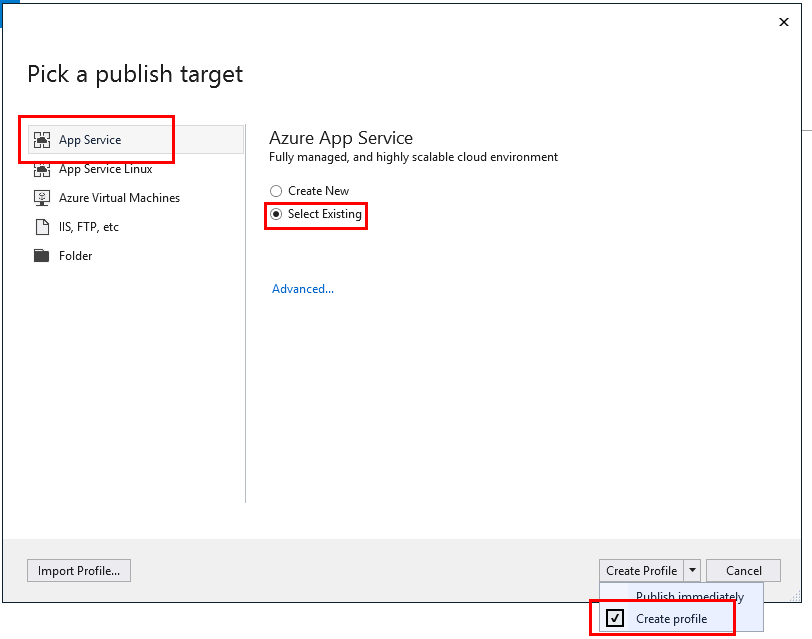 Pick a publish target
App Service
App Service Linux
Azure Virtual Machines
IIS, FTP, etc
Folder
Azure App Service
Fully managed, and highly scalable cloud environment
Create New
Select Existing
Advanced...
Import Profile...
Create Profile
Cancel
Publish immediately
Create profile